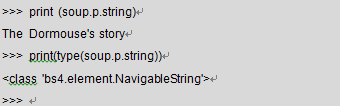 >>> print (soup.p.string)
The Dormouse's story
>>> print(type(soup.p.string))
<class 'bs4.element.NavigableString'>
>>>